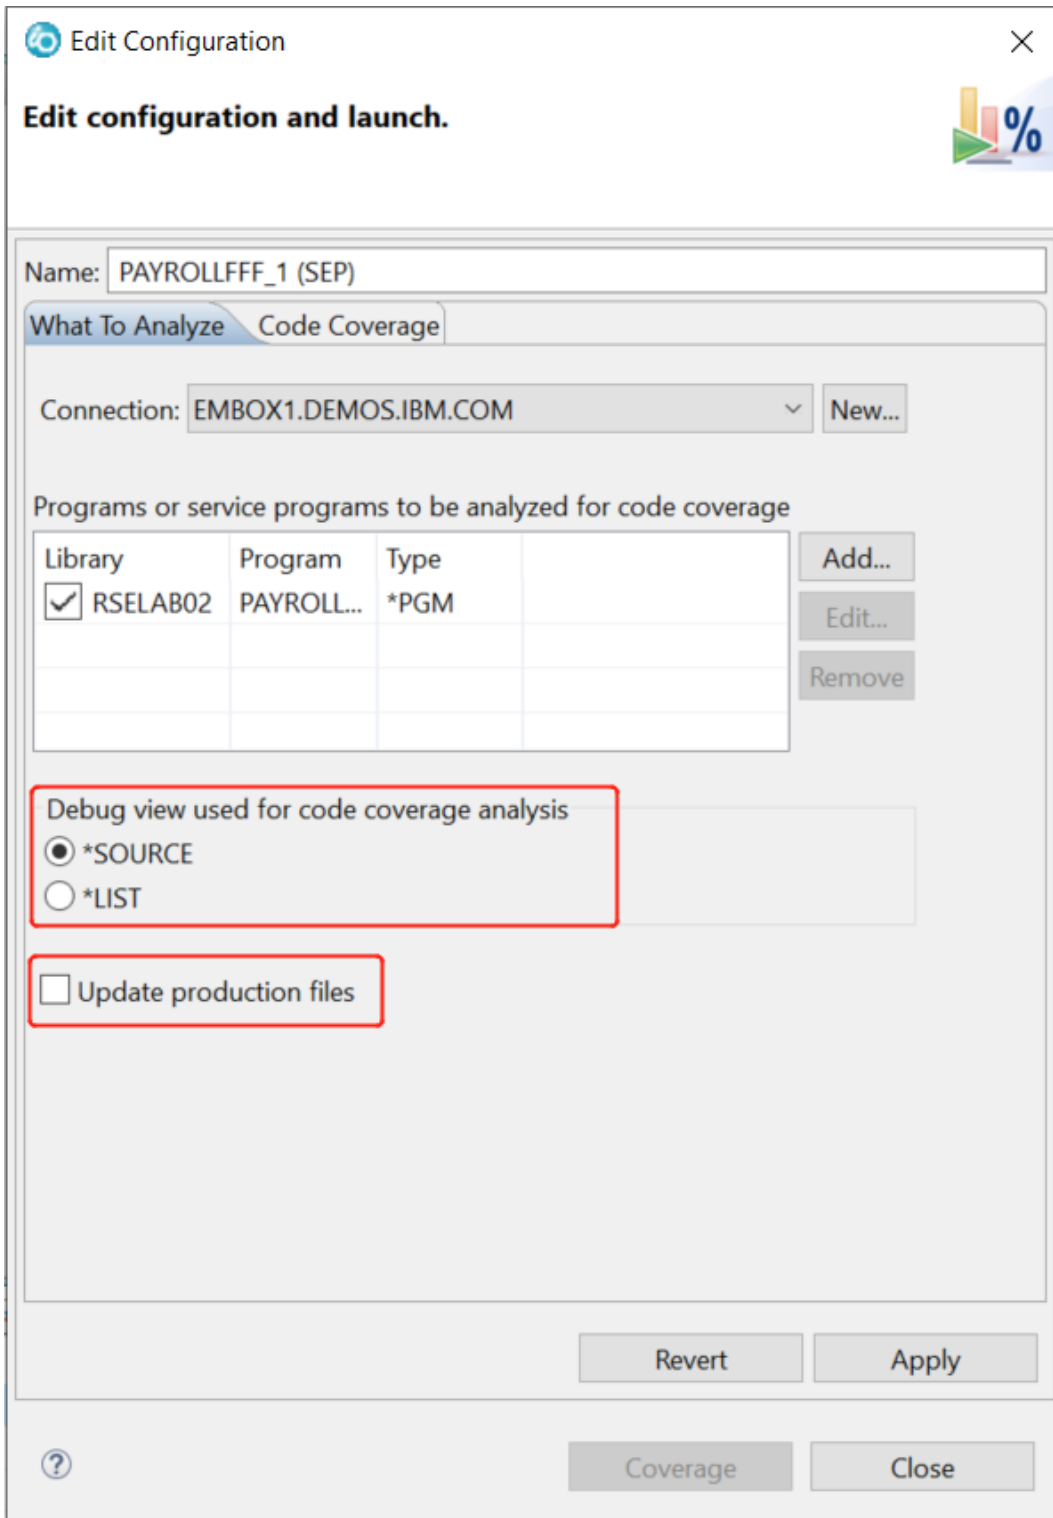 Edit Configuration
Edit configuration and launch.
%
Name: PAYROLLFFF_1 (SEP)
What To Analyze Code Coverage
Connection: EMBOX1.DEMOS.IBM.COM New...
Programs or service programs to be analyzed for code coverage
Library Program Type Add...
RSELAB02 PAYROLL... *PGM Edit...
Remove
Debug view used for code coverage analysis
*SOURCE
*LIST
Update production files
Revert Apply
? Coverage Close